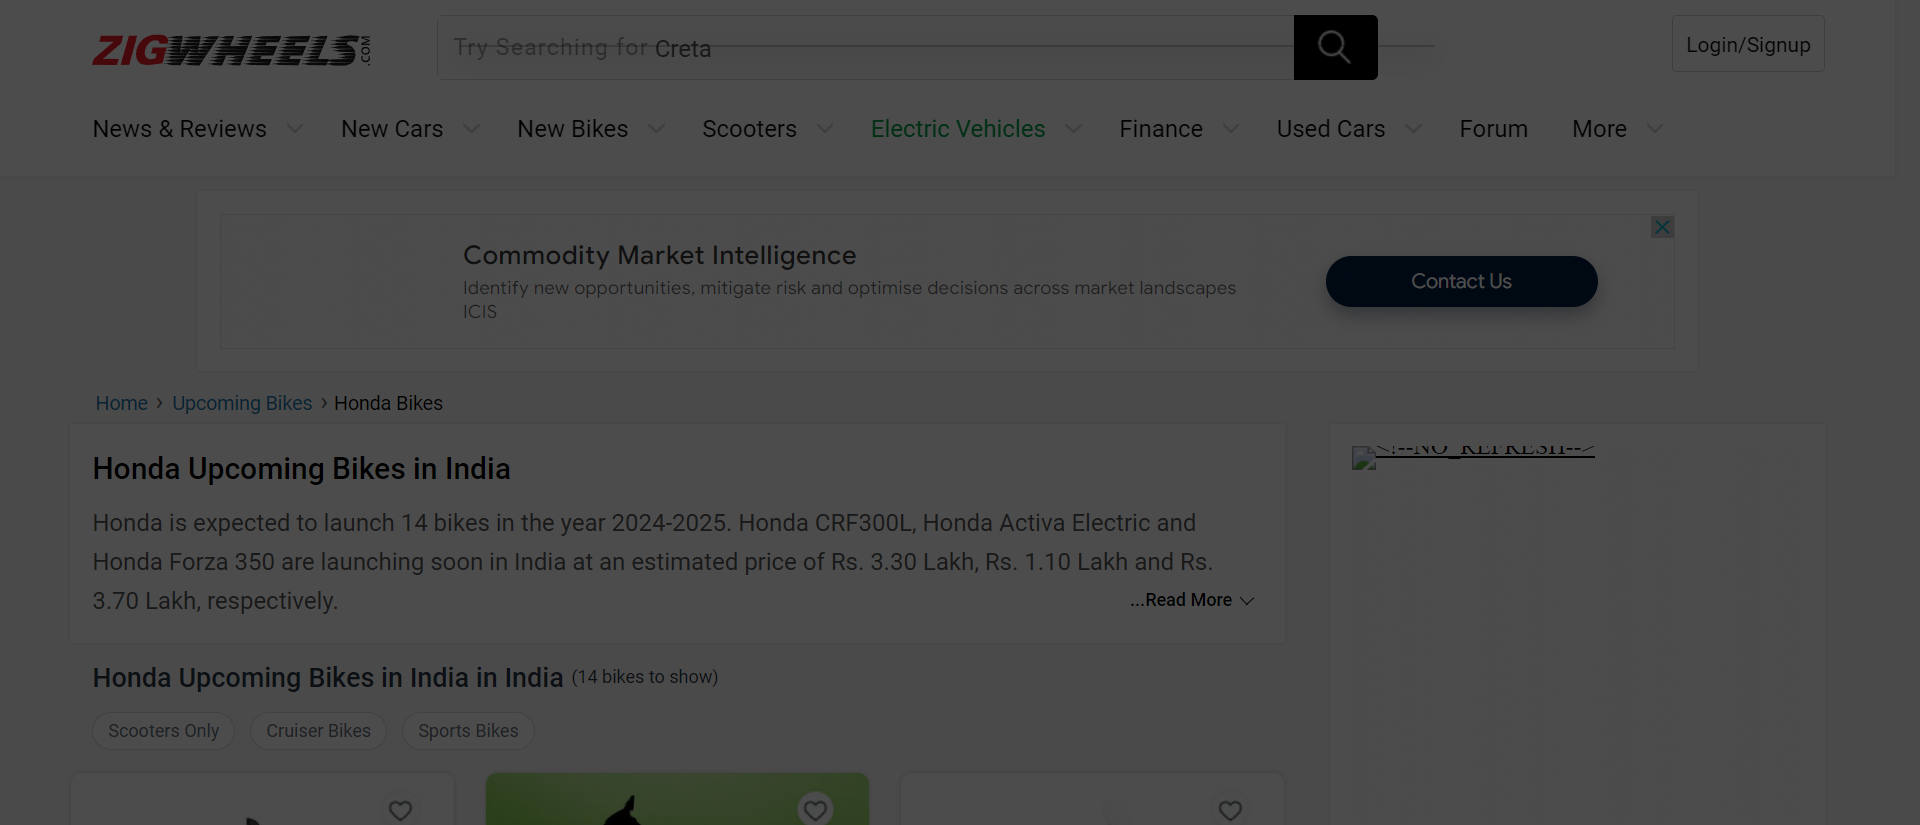 ZIGWHEELS.COM
Try Searching for Creta
Login/Signup
News & Reviews New Cars New Bikes Scooters Electric Vehicles Finance Used Cars Forum More
Commodity Market Intelligence
Identify new opportunities, mitigate risk and optimise decisions across market landscapes
ICIS
Contact Us
Home › Upcoming Bikes › Honda Bikes
Honda Upcoming Bikes in India
Honda is expected to launch 14 bikes in the year 2024-2025. Honda CRF300L, Honda Activa Electric and
Honda Forza 350 are launching soon in India at an estimated price of Rs. 3.30 Lakh, Rs. 1.10 Lakh and Rs.
3.70 Lakh, respectively.
...Read More
<!--NO_REFRESH-->
Honda Upcoming Bikes in India in India (14 bikes to show)
Scooters Only Cruiser Bikes Sports Bikes